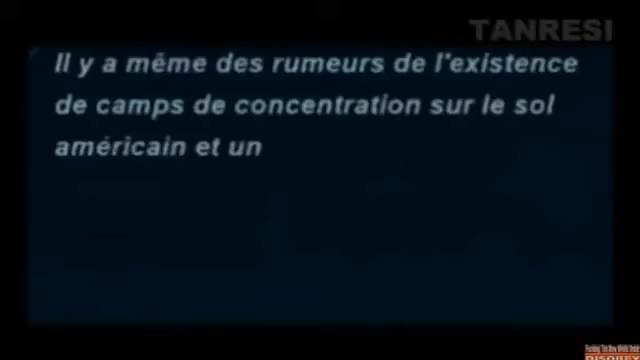 TANRESI
Il y a même des rumeurs de l'existence
de camps de concentration sur le sol
américain et un